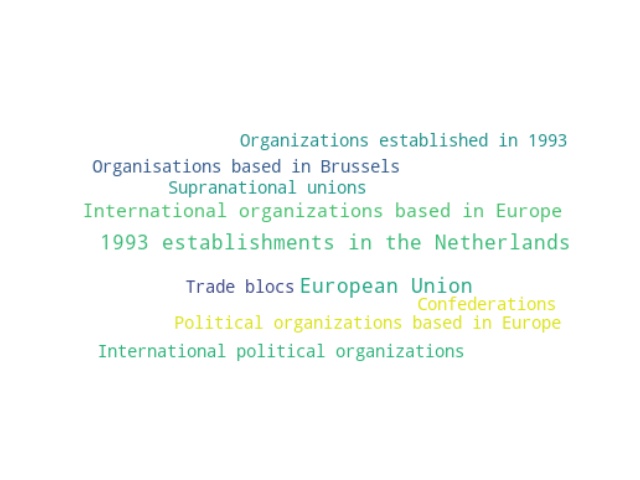 Organizations established in 1993
Organisations based in Brussels
Supranational unions
International organizations based in Europe
1993 establishments in the Netherlands
Trade blocs European Union
Confederations
Political organizations based in Europe
International political organizations